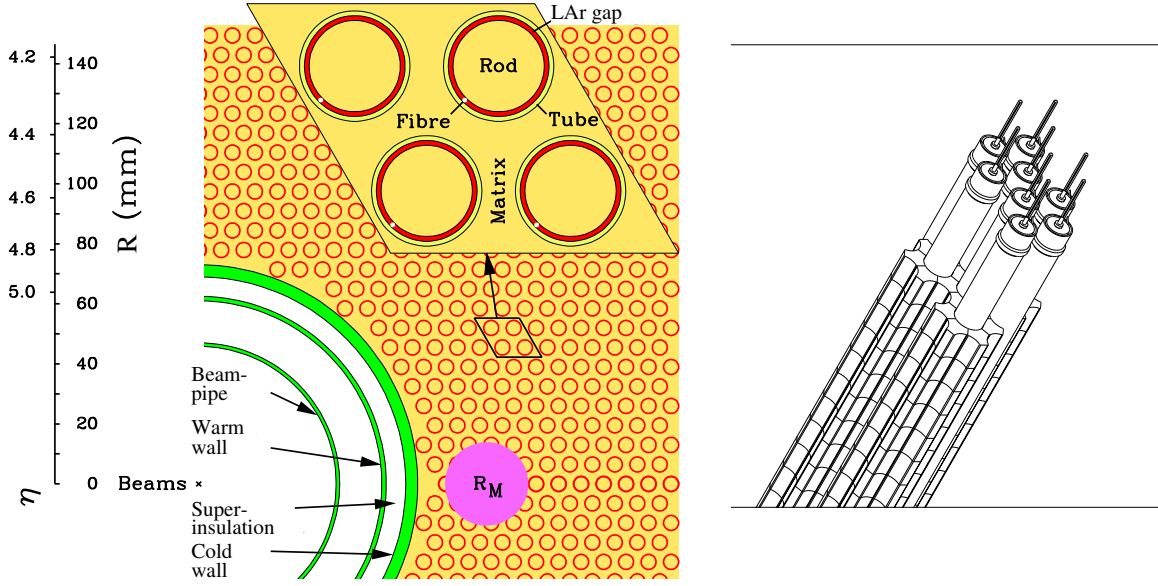 LAr gap
Rod
Fibre
Tube
Matrix
4.2
140
120
4.4
100
4.6
80
4.8
5.0
60
40
20
0
R (mm)
η
Beam-
pipe
Warm
wall
Beams
Super-
insulation
Cold
wall
R_M